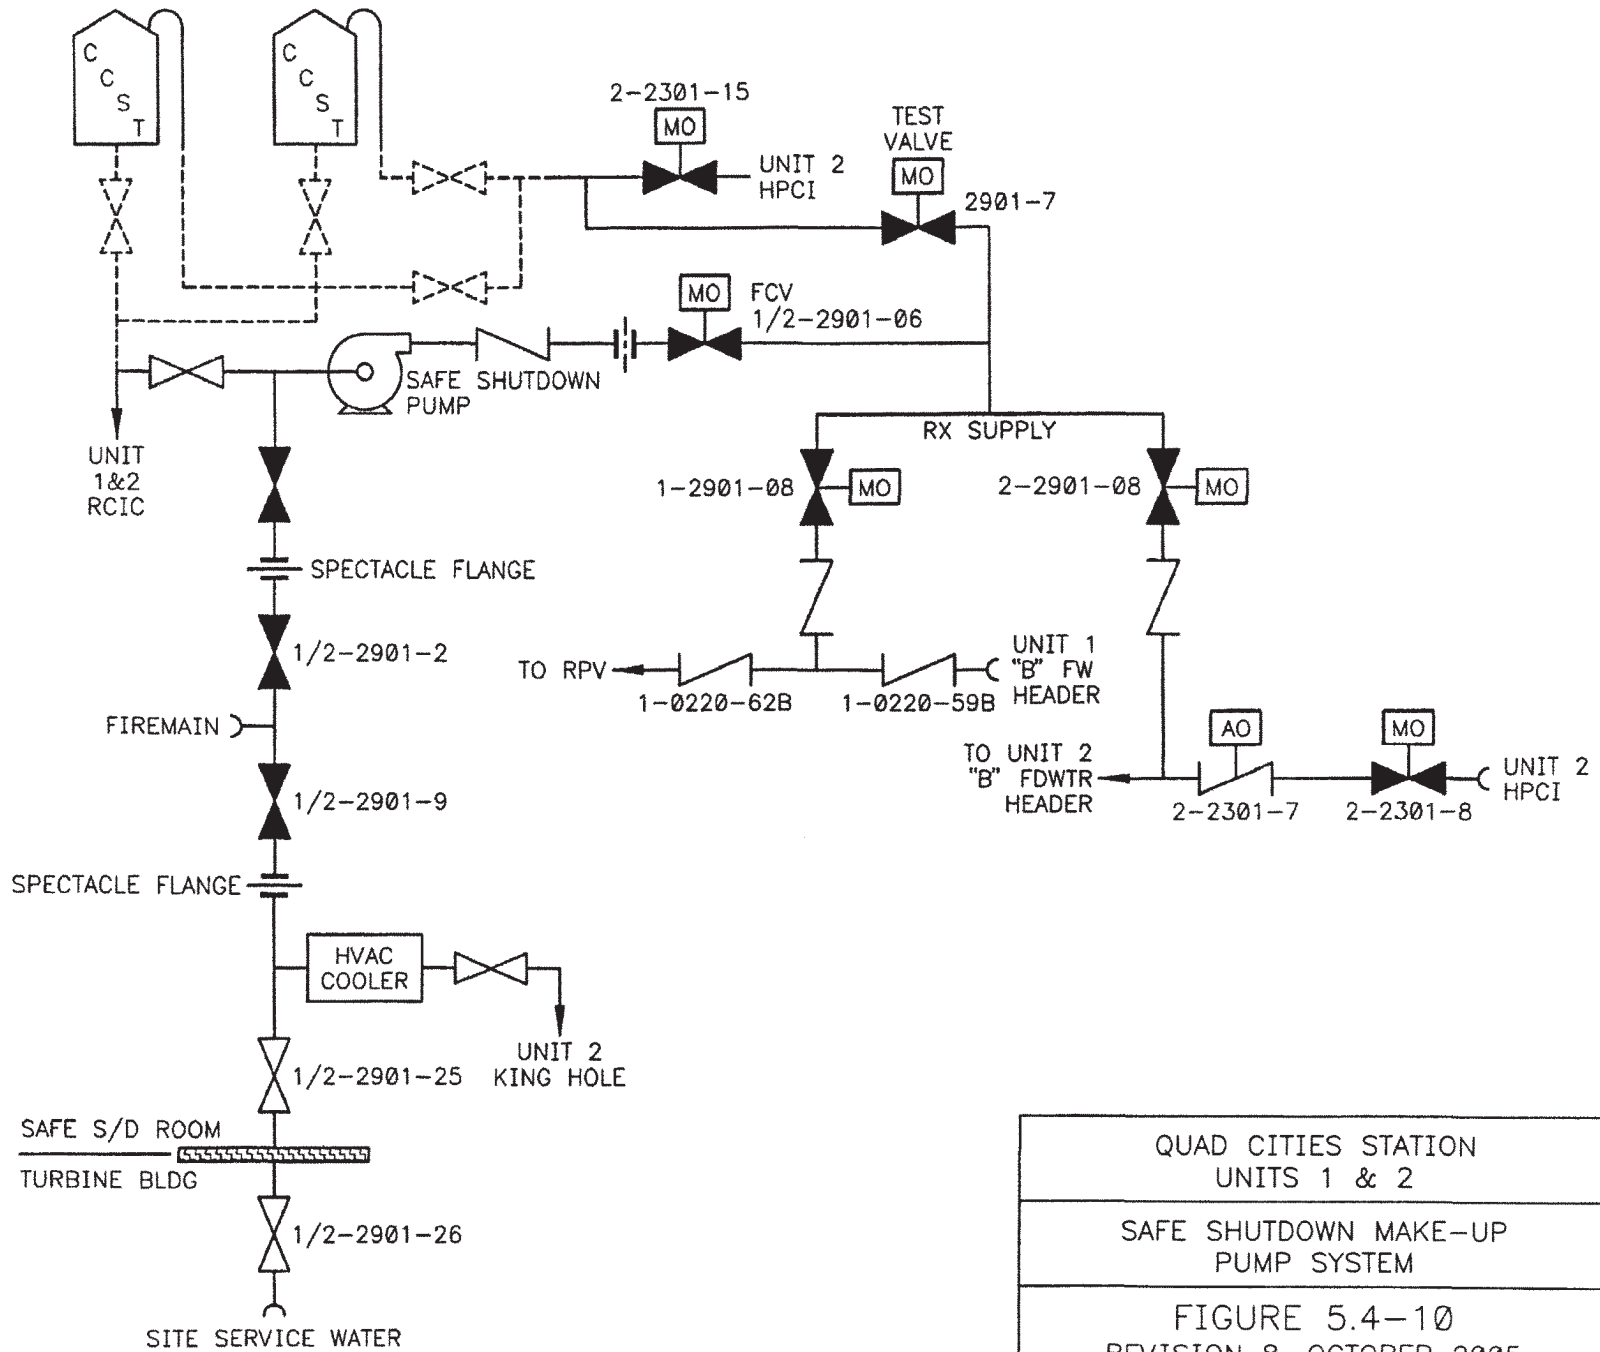 C
C
S
T
C
C
S
T
2-2301-15
MO
UNIT 2
HPCI
TEST
VALVE
MO
2901-7
MO
FCV
1/2-2901-06
SAFE SHUTDOWN
PUMP
UNIT
1&2
RCIC
RX SUPPLY
1-2901-08
MO
2-2901-08
MO
SPECTACLE FLANGE
1/2-2901-2
TO RPV
1-0220-62B
1-0220-59B
UNIT 1
"B" FW
HEADER
FIREMAIN
TO UNIT 2
"B" FDWTR
HEADER
AO
2-2301-7
MO
2-2301-8
UNIT 2
HPCI
1/2-2901-9
SPECTACLE FLANGE
HVAC
COOLER
UNIT 2
KING HOLE
1/2-2901-25
SAFE S/D ROOM
TURBINE BLDG
1/2-2901-26
SITE SERVICE WATER
QUAD CITIES STATION
UNITS 1 & 2
SAFE SHUTDOWN MAKE-UP
PUMP SYSTEM
FIGURE 5.4-10
REVISION 8, OCTOBER 2005